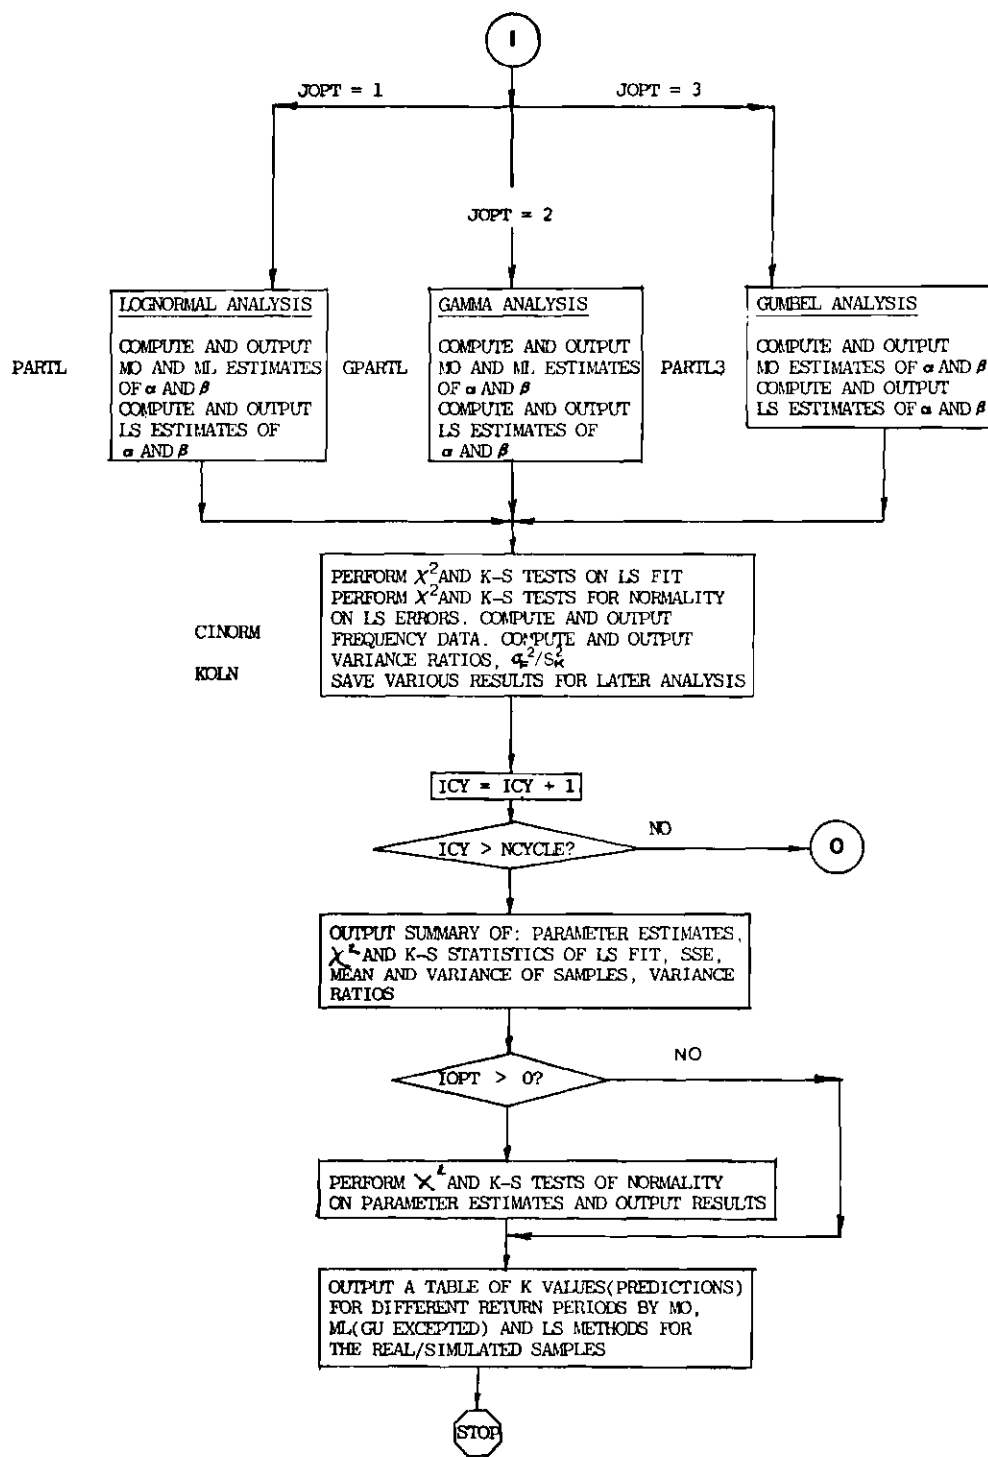 1
JOPT = 1
JOPT = 3
JOPT = 2
PARTL
LOGNORMAL ANALYSIS
COMPUTE AND OUTPUT
MO AND ML ESTIMATES
OF α AND β
COMPUTE AND OUTPUT
LS ESTIMATES OF
α AND β
GPARTL
GAMMA ANALYSIS
COMPUTE AND OUTPUT
MO AND ML ESTIMATES
OF α AND β
COMPUTE AND OUTPUT
LS ESTIMATES OF
α AND β
PARTL3
GUMBEL ANALYSIS
COMPUTE AND OUTPUT
MO ESTIMATES OF α AND β
COMPUTE AND OUTPUT
LS ESTIMATES OF α AND β
CINORM
KOLN
PERFORM χ² AND K-S TESTS ON LS FIT
PERFORM χ² AND K-S TESTS FOR NORMALITY
ON LS ERRORS. COMPUTE AND OUTPUT
FREQUENCY DATA. COMPUTE AND OUTPUT
VARIANCE RATIOS,
SAVE VARIOUS RESULTS FOR LATER ANALYSIS
ICY = ICY + 1
ICY > NCYCLE?
NO
O
OUTPUT SUMMARY OF: PARAMETER ESTIMATES,
χ² AND K-S STATISTICS OF LS FIT, SSE,
MEAN AND VARIANCE OF SAMPLES, VARIANCE
RATIOS
IOPT > 0?
NO
PERFORM χ² AND K-S TESTS OF NORMALITY
ON PARAMETER ESTIMATES AND OUTPUT RESULTS
OUTPUT A TABLE OF K VALUES(PREDICTIONS)
FOR DIFFERENT RETURN PERIODS BY MO,
ML(GU EXCEPTED) AND LS METHODS FOR
THE REAL/SIMULATED SAMPLES
STOP